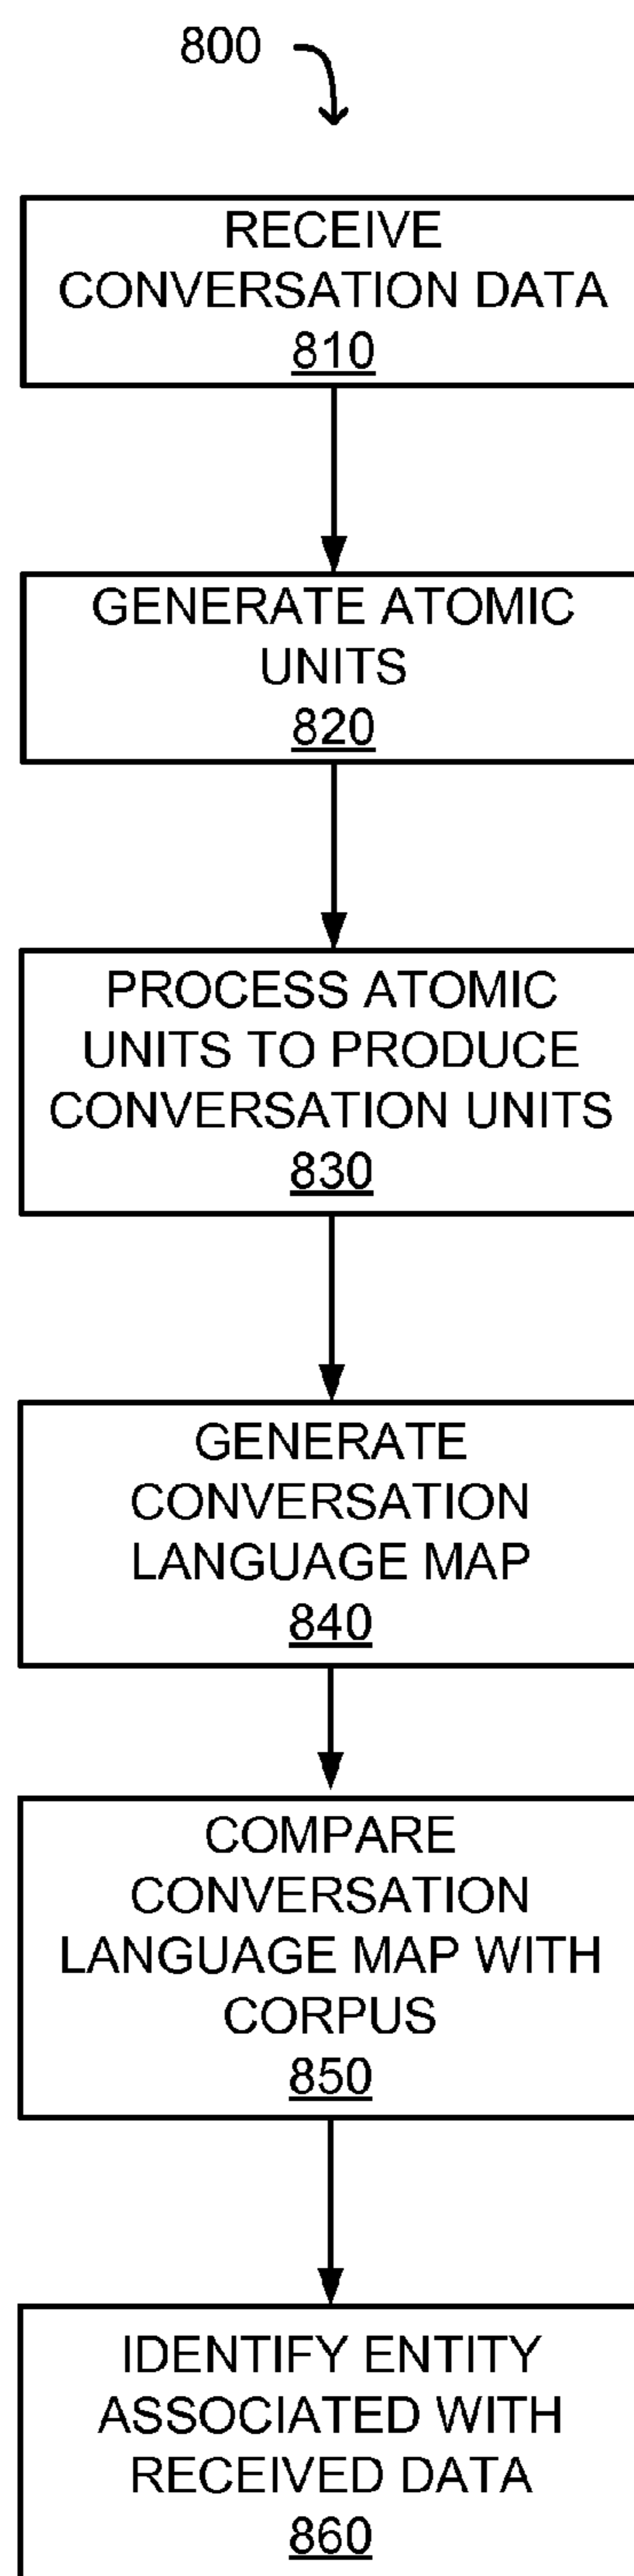 800
RECEIVE
CONVERSATION DATA
810
GENERATE ATOMIC
UNITS
820
PROCESS ATOMIC
UNITS TO PRODUCE
CONVERSATION UNITS
830
GENERATE
CONVERSATION
LANGUAGE MAP
840
COMPARE
CONVERSATION
LANGUAGE MAP WITH
CORPUS
850
IDENTIFY ENTITY
ASSOCIATED WITH
RECEIVED DATA
860